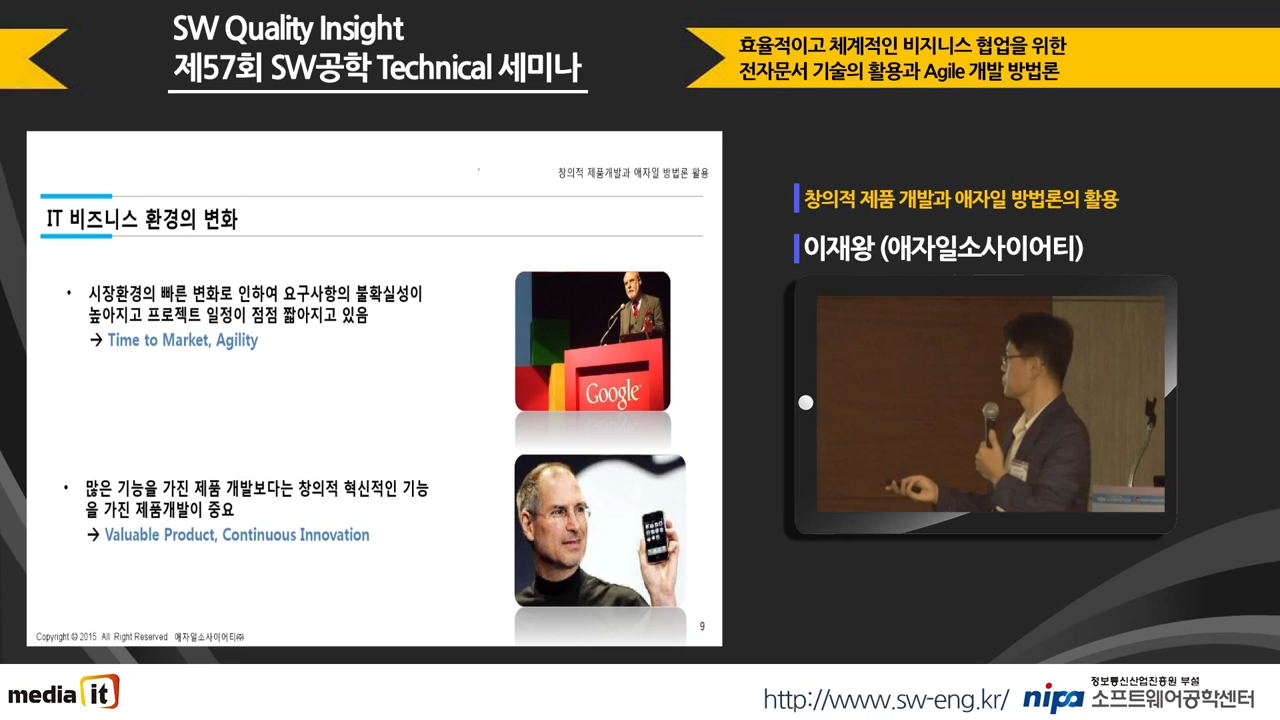 SW Quality Insight
제57회 SW공학 Technical 세미나
효율적이고 체계적인 비지니스 협업을 위한
전자문서 기술의 활용과 Agile 개발 방법론
창의적 제품개발과 애자일 방법론 활용
IT 비즈니스 환경의 변화
• 시장환경의 빠른 변화로 인하여 요구사항의 불확실성이
높아지고 프로젝트 일정이 점점 짧아지고 있음
→ Time to Market, Agility
Google
• 많은 기능을 가진 제품 개발보다는 창의적 혁신적인 기능
을 가진 제품개발이 중요
→ Valuable Product, Continuous Innovation
9
Copyright © 2015 All Right Reserved 애자일소사이어티㈜
창의적 제품 개발과 애자일 방법론의 활용
이재왕 (애자일소사이어티)
media it
http://www.sw-eng.kr/
nipa
정보통신산업진흥원 부설
소프트웨어공학센터